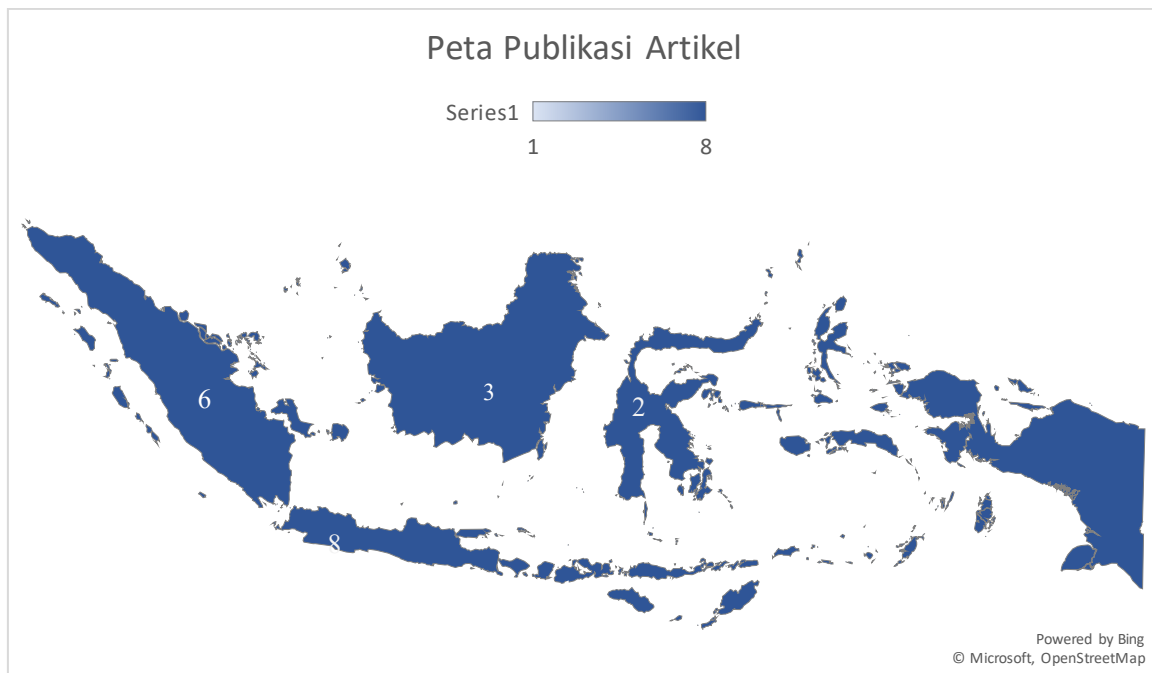 Peta Publikasi Artikel
Series1
1 8
6
3
2
8
Powered by Bing
© Microsoft, OpenStreetMap